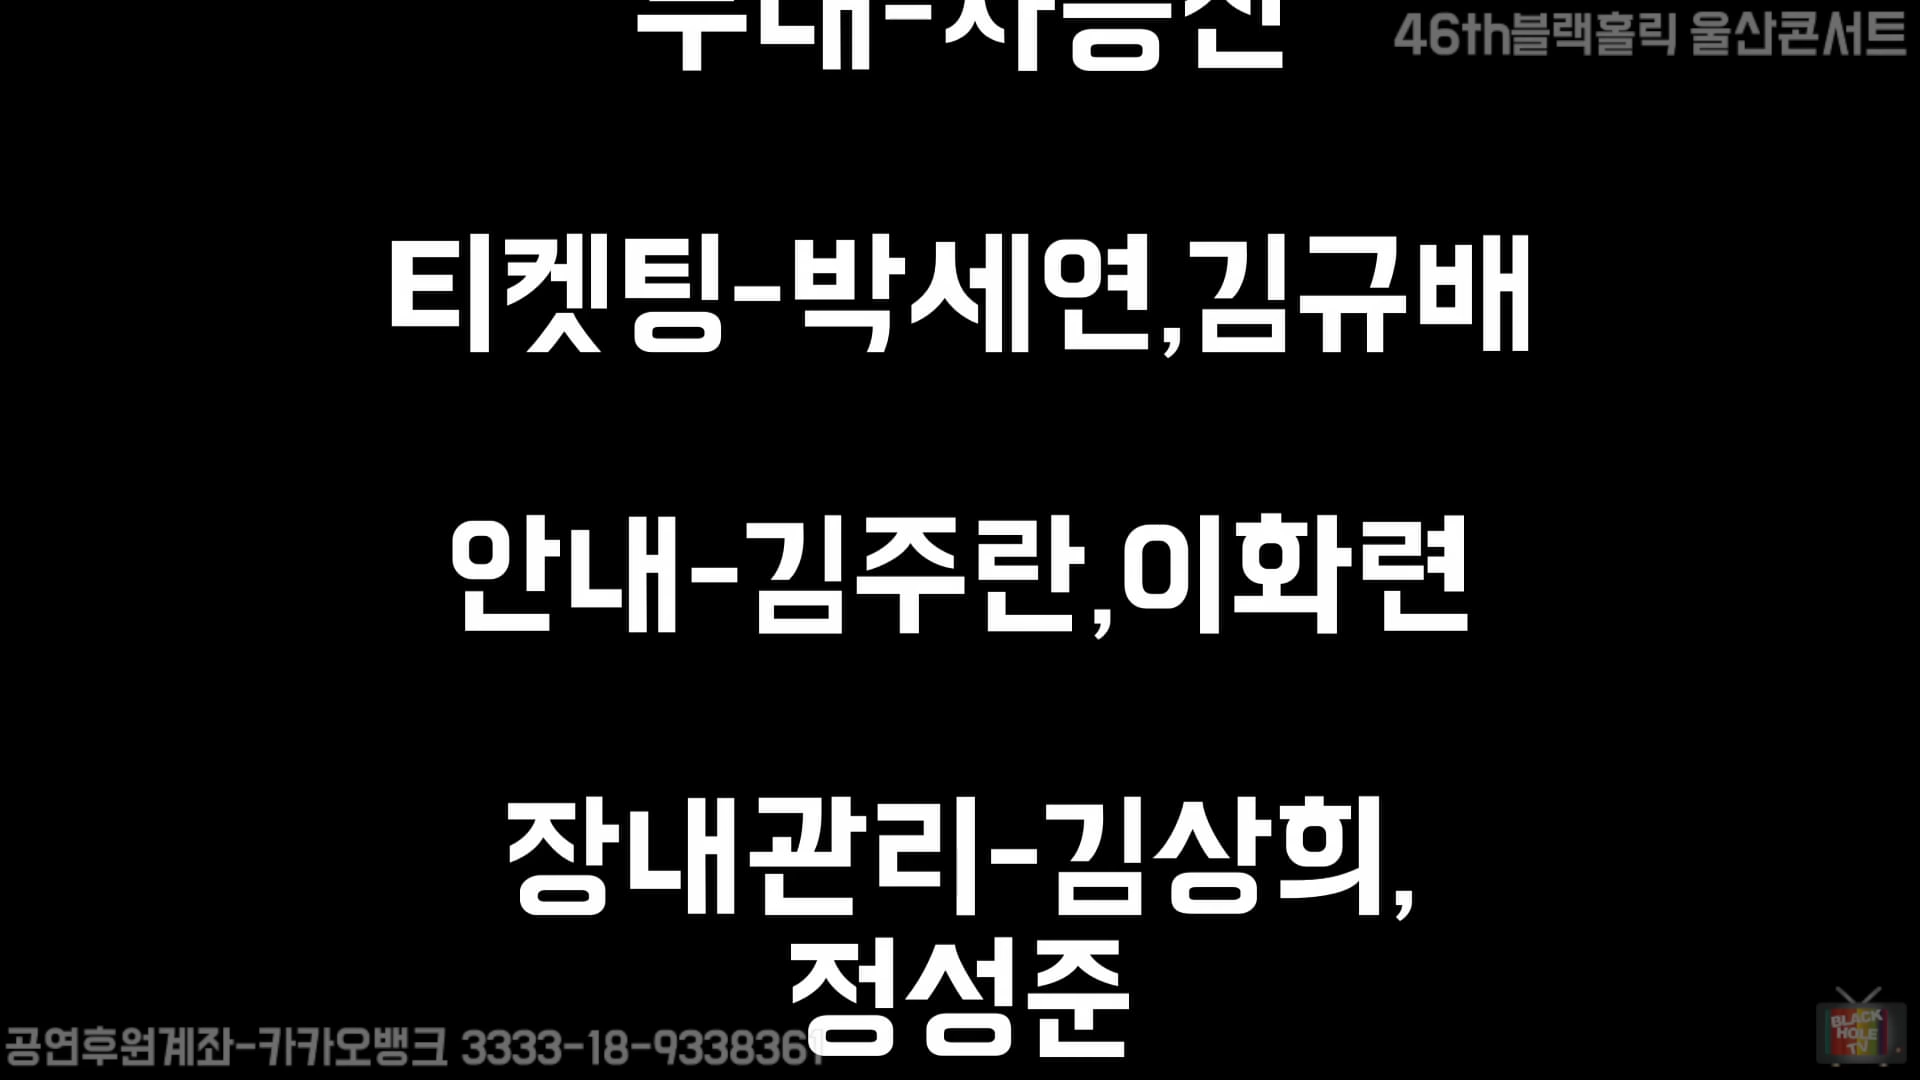 46th블랙홀릭 울산콘서트
티켓팅-박세연,김규배
안내-김주란,이화련
장내관리-김상희,
정성준
공연후원계좌-카카오뱅크 3333-18-9338361
BLACK
HOLE
TV